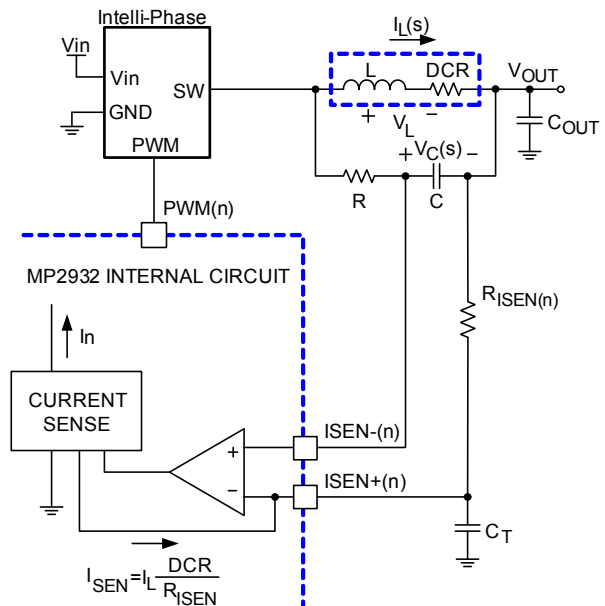 Intelli-Phase
I_L(s)
Vin
Vin
L
DCR
V_OUT
SW
GND
+ V_L −
C_OUT
PWM
+ V_C(s) −
R
C
PWM(n)
MP2932 INTERNAL CIRCUIT
R_ISEN(n)
In
CURRENT
SENSE
ISEN-(n)
+
−
ISEN+(n)
C_T
I_SEN=I_L DCR/R_ISEN